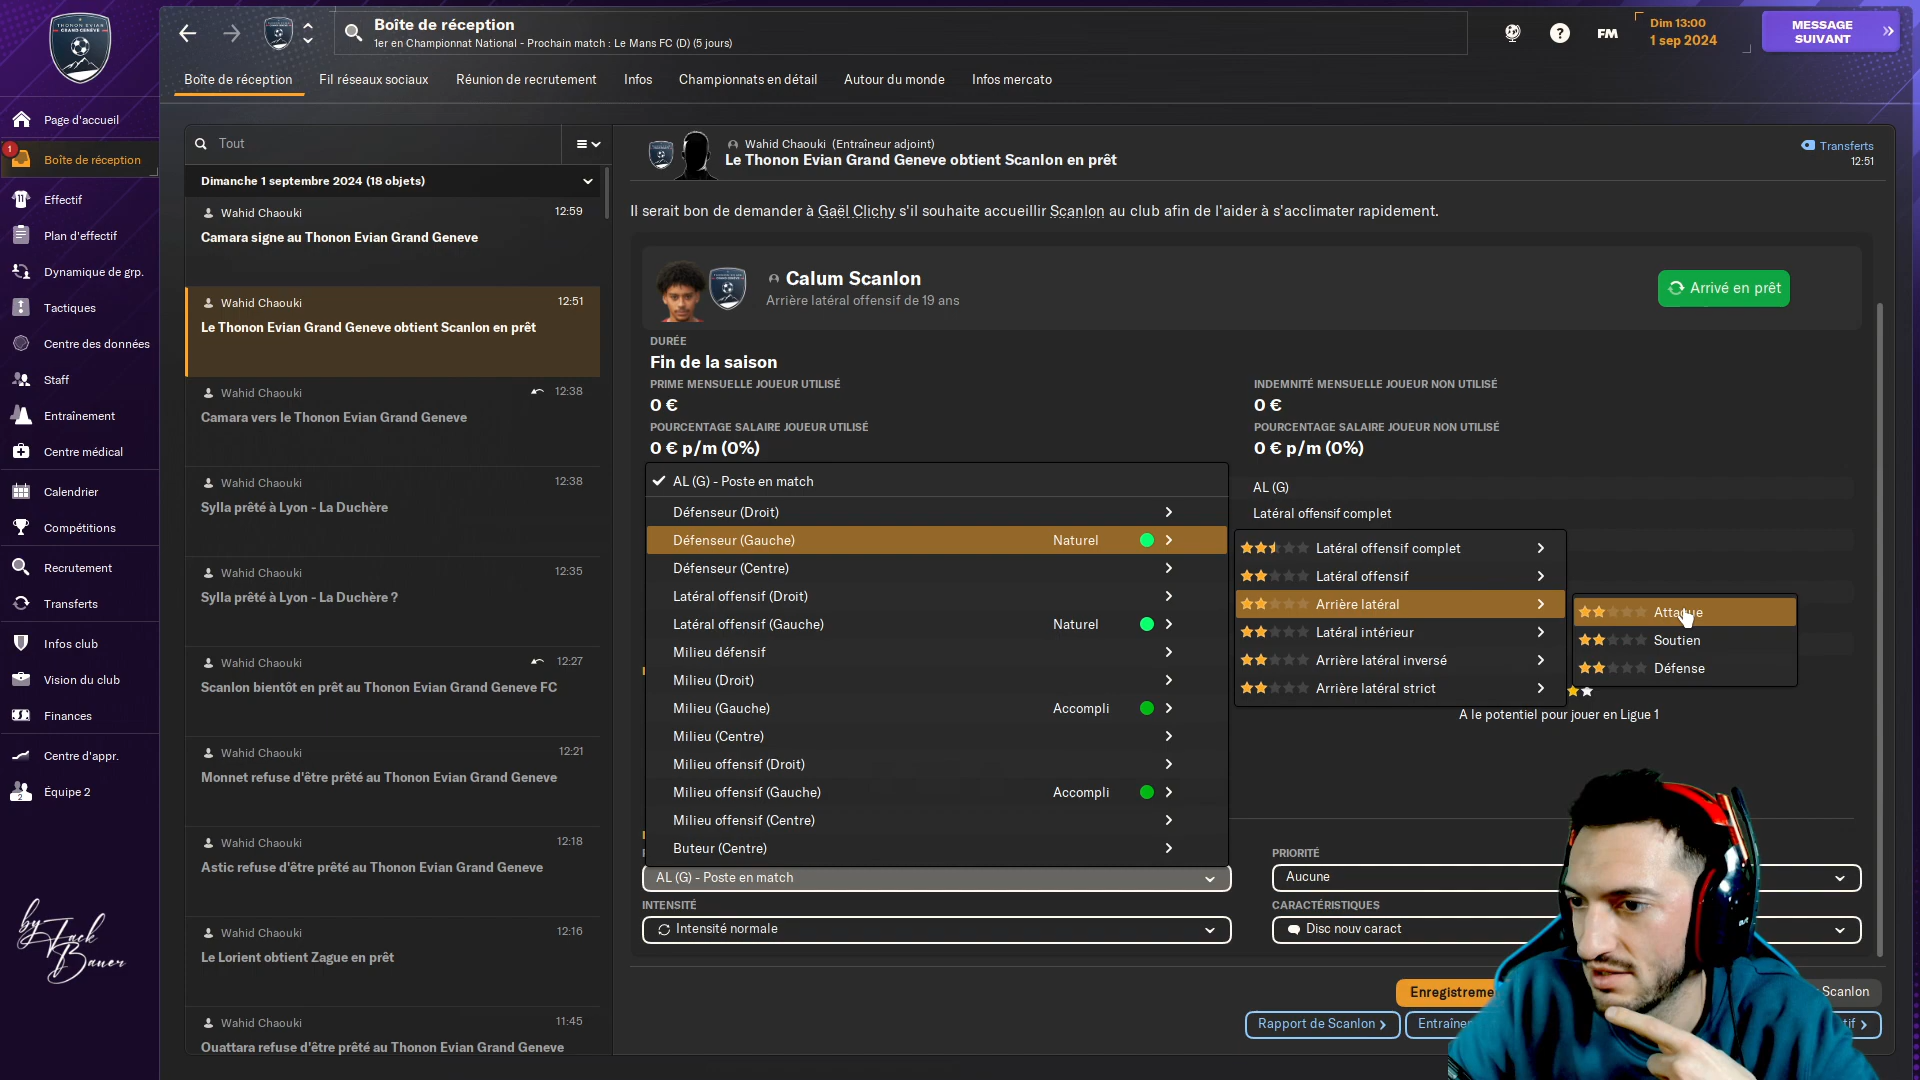 THONON EVIAN
GRAND GENÈVE
Boîte de réception
1er en Championnat National - Prochain match : Le Mans FC (D) (5 jours)
FM
Dim 13:00
1 sep 2024
MESSAGE
SUIVANT
Boîte de réception
Fil réseaux sociaux
Réunion de recrutement
Infos
Championnats en détail
Autour du monde
Infos mercato
Page d'accueil
1
Boîte de réception
Effectif
Plan d'effectif
Dynamique de grp.
Tactiques
Centre des données
Staff
Entraînement
Centre médical
Calendrier
Compétitions
Recrutement
Transferts
Infos club
Vision du club
Finances
Centre d'appr.
2
Équipe 2
by Jack
Bauer
Tout
Dimanche 1 septembre 2024 (18 objets)
Wahid Chaouki 12:59
Camara signe au Thonon Evian Grand Geneve
Wahid Chaouki 12:51
Le Thonon Evian Grand Geneve obtient Scanlon en prêt
Wahid Chaouki 12:38
Camara vers le Thonon Evian Grand Geneve
Wahid Chaouki 12:38
Sylla prêté à Lyon - La Duchère
Wahid Chaouki 12:35
Sylla prêté à Lyon - La Duchère ?
Wahid Chaouki 12:27
Scanlon bientôt en prêt au Thonon Evian Grand Geneve FC
Wahid Chaouki 12:21
Monnet refuse d'être prêté au Thonon Evian Grand Geneve
Wahid Chaouki 12:18
Astic refuse d'être prêté au Thonon Evian Grand Geneve
Wahid Chaouki 12:16
Le Lorient obtient Zague en prêt
Wahid Chaouki 11:45
Ouattara refuse d'être prêté au Thonon Evian Grand Geneve
Wahid Chaouki (Entraîneur adjoint)
Le Thonon Evian Grand Geneve obtient Scanlon en prêt
Transferts
12:51
Il serait bon de demander à Gaël Clichy s'il souhaite accueillir Scanlon au club afin de l'aider à s'acclimater rapidement.
Calum Scanlon
Arrière latéral offensif de 19 ans
Arrivé en prêt
DURÉE
Fin de la saison
PRIME MENSUELLE JOUEUR UTILISÉ
0 €
INDEMNITÉ MENSUELLE JOUEUR NON UTILISÉ
0 €
POURCENTAGE SALAIRE JOUEUR UTILISÉ
0 € p/m (0%)
POURCENTAGE SALAIRE JOUEUR NON UTILISÉ
0 € p/m (0%)
AL (G) - Poste en match
Défenseur (Droit)
Défenseur (Gauche) Naturel
Défenseur (Centre)
Latéral offensif (Droit)
Latéral offensif (Gauche) Naturel
Milieu défensif
Milieu (Droit)
Milieu (Gauche) Accompli
Milieu (Centre)
Milieu offensif (Droit)
Milieu offensif (Gauche) Accompli
Milieu offensif (Centre)
Buteur (Centre)
AL (G)
Latéral offensif complet
Latéral offensif complet
Latéral offensif
Arrière latéral
Latéral intérieur
Arrière latéral inversé
Arrière latéral strict
Attaque
Soutien
Défense
A le potentiel pour jouer en Ligue 1
AL (G) - Poste en match
PRIORITÉ
Aucune
INTENSITÉ
Intensité normale
CARACTÉRISTIQUES
Disc nouv caract
Scanlon
Rapport de Scanlon